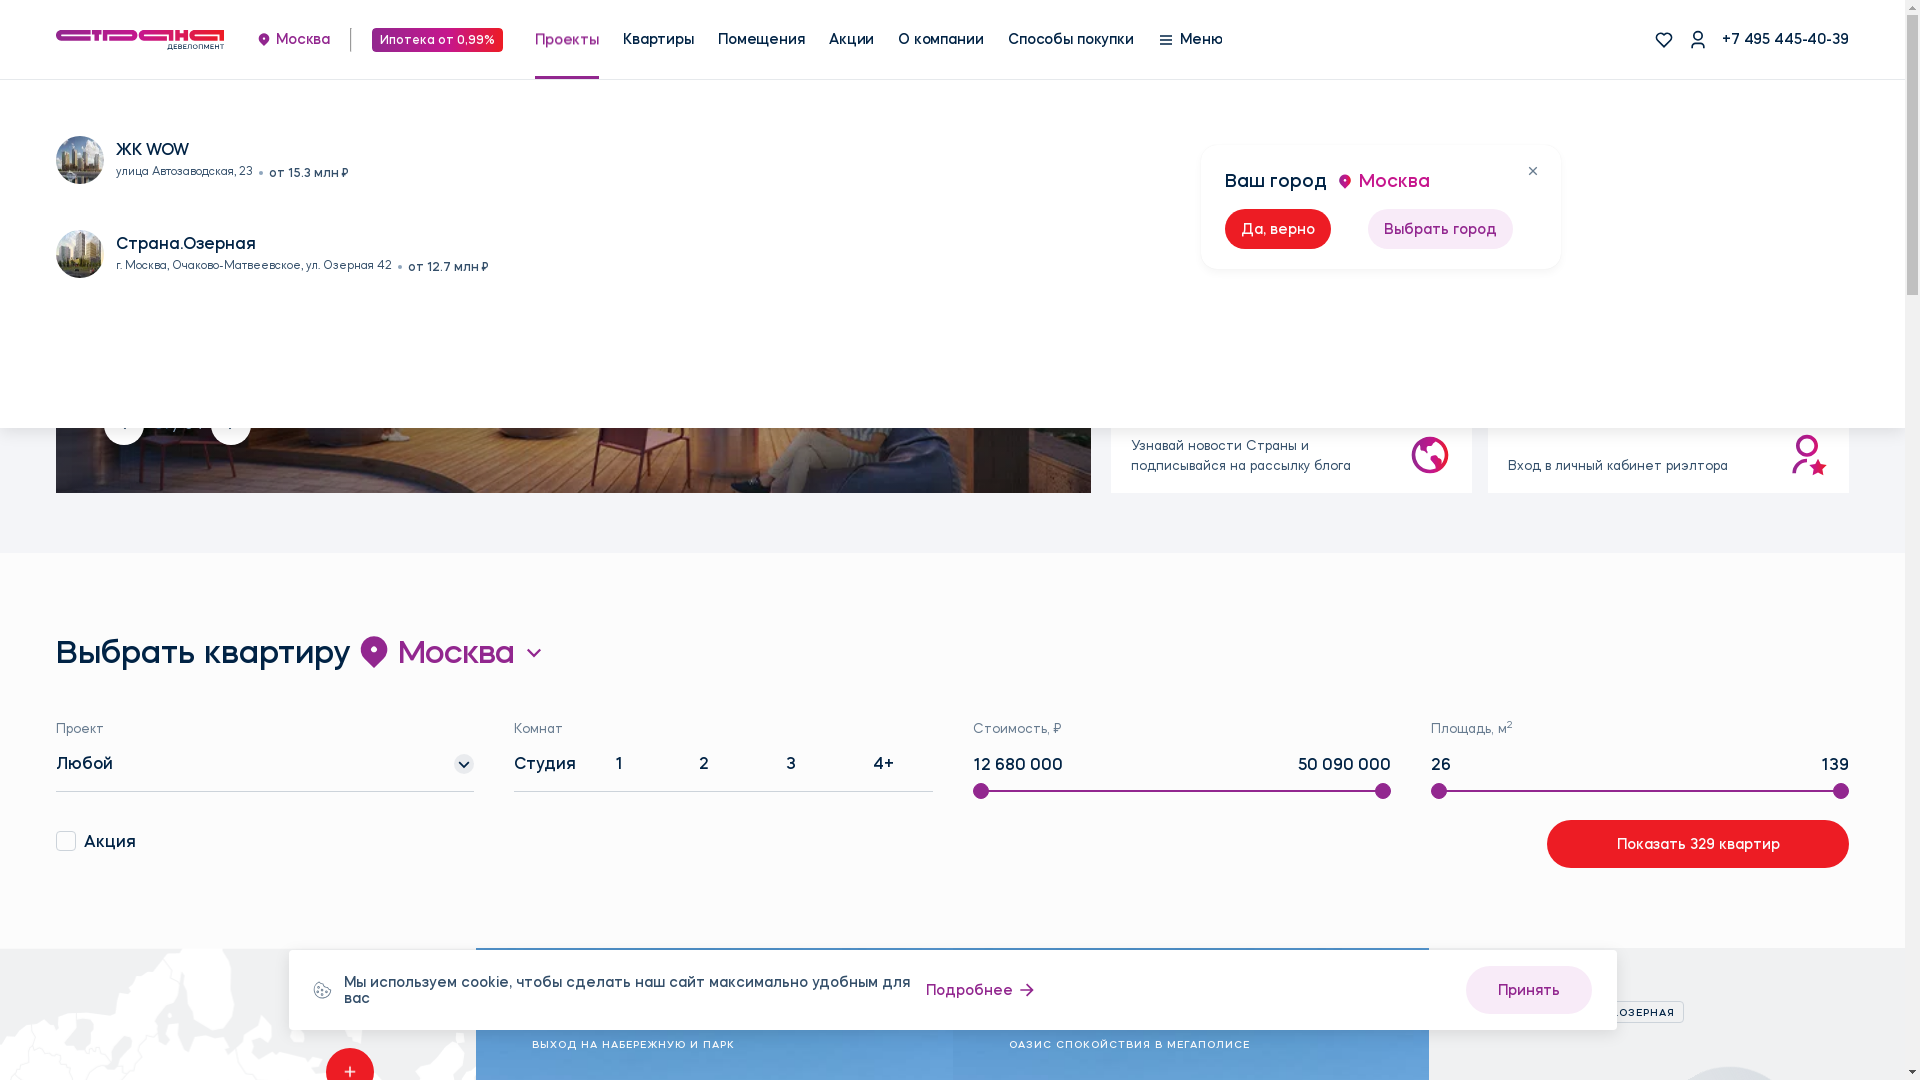 Страна
ДЕВЕЛОПМЕНТ
Москва
Ипотека от 0,99%
Проекты
Квартиры
Помещения
Акции
О компании
Способы покупки
Меню
+7 495 445-40-39
ЖК WOW
улица Автозаводская, 23 • от 15.3 млн ₽
Страна.Озерная
г. Москва, Очаково-Матвеевское, ул. Озерная 42 • от 12.7 млн ₽
Ваш город Москва
Да, верно
Выбрать город
Узнавай новости Страны и
подписывайся на рассылку блога
Вход в личный кабинет риэлтора
Выбрать квартиру Москва
Проект
Любой
Комнат
Студия 1 2 3 4+
Стоимость, ₽
12 680 000 50 090 000
Площадь, м²
26 139
Акция
Показать 329 квартир
Мы используем cookie, чтобы сделать наш сайт максимально удобным для
вас
Подробнее
Принять
ОЗЕРНАЯ
ВЫХОД НА НАБЕРЕЖНУЮ И ПАРК
ОАЗИС СПОКОЙСТВИЯ В МЕГАПОЛИСЕ